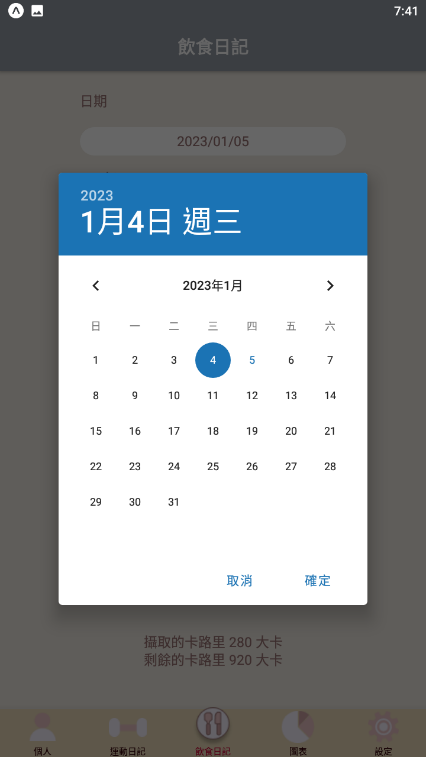 7:41
飲食日記
日期
2023/01/05
2023
1月4日 週三
2023年1月
日 一 二 三 四 五 六
1 2 3 4 5 6 7
8 9 10 11 12 13 14
15 16 17 18 19 20 21
22 23 24 25 26 27 28
29 30 31
取消 確定
攝取的卡路里 280 大卡
剩餘的卡路里 920 大卡
個人 運動日記 飲食日記 圖表 設定